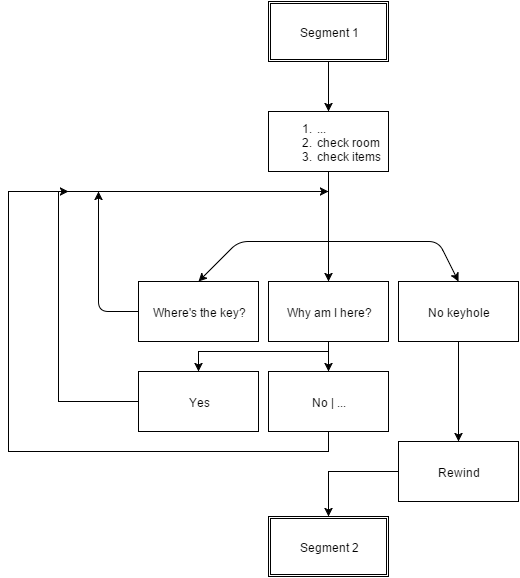 Segment 1
1. ...
2. check room
3. check items
Where's the key?
Why am I here?
No keyhole
Yes
No | ...
Rewind
Segment 2